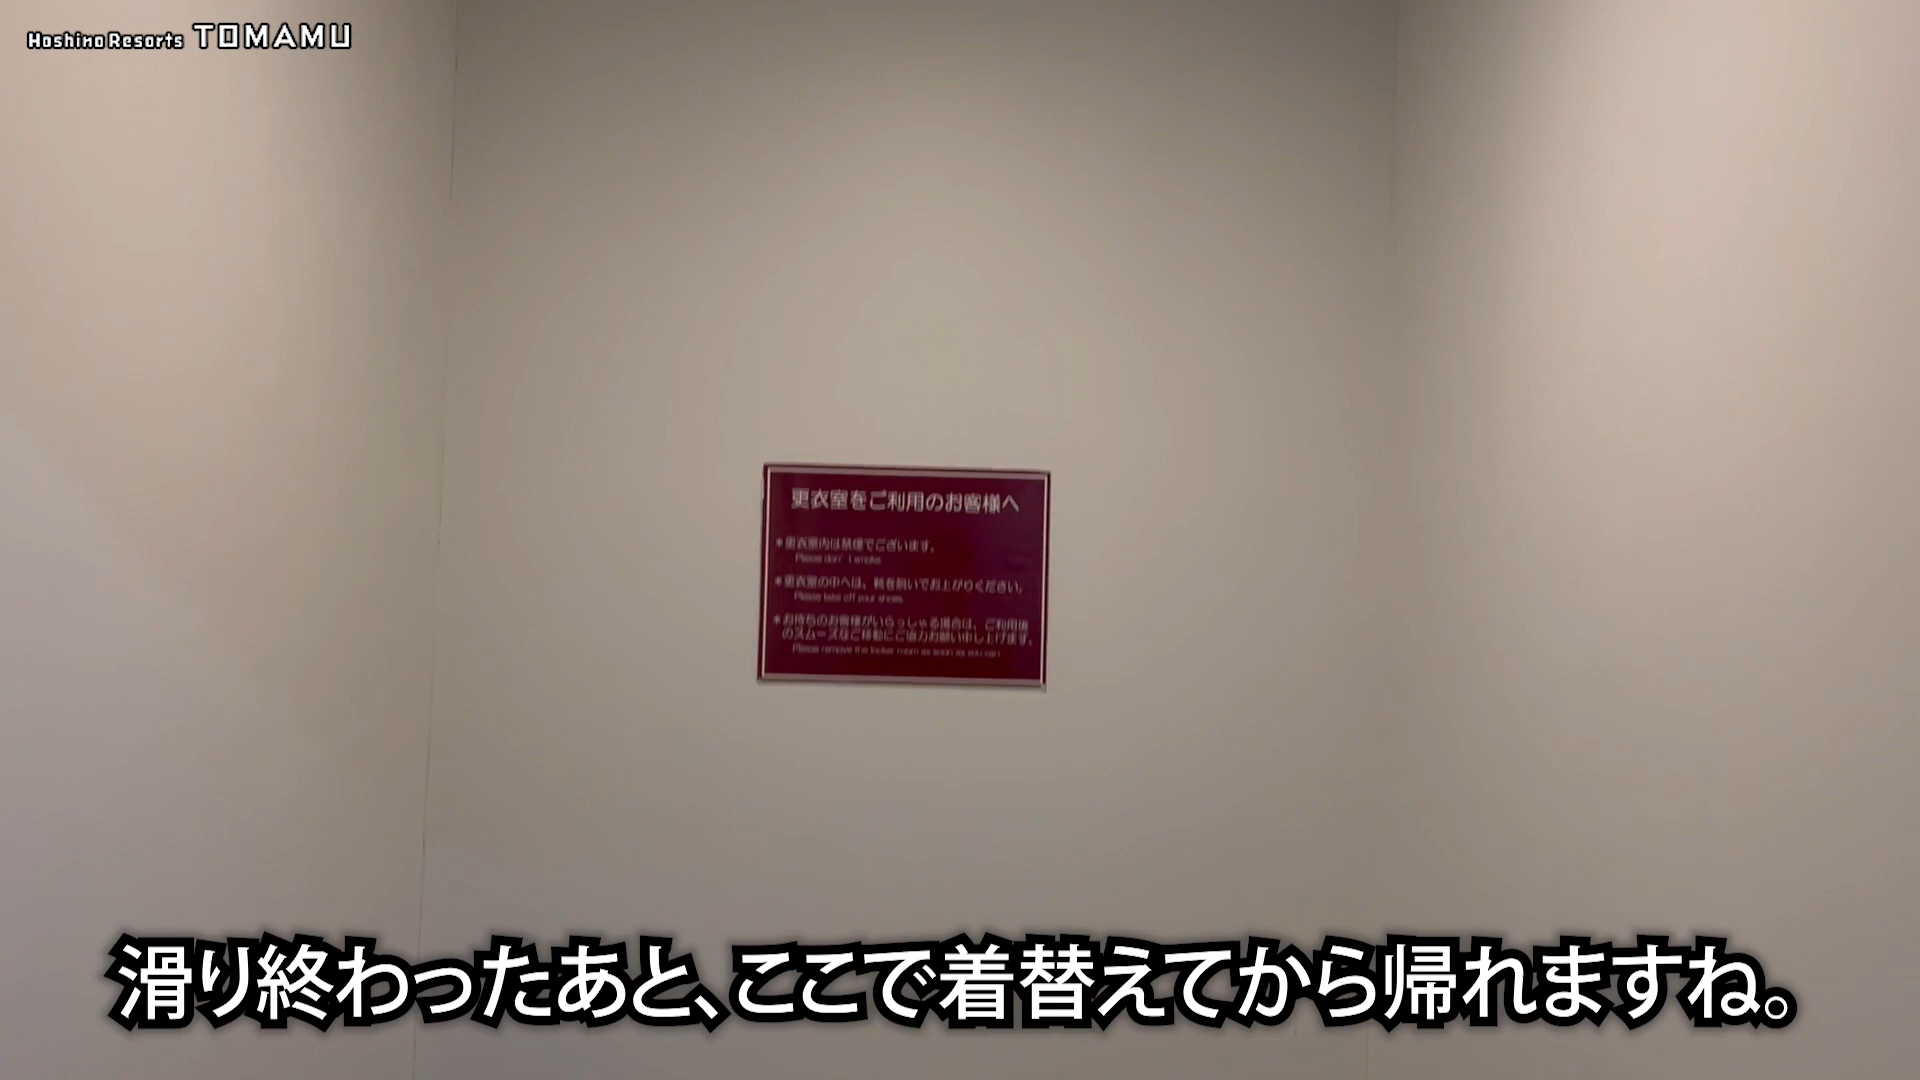 Hoshino Resorts TOMAMU
更衣室をご利用のお客様へ
*更衣室内は禁煙でございます。
Please don't smoke.
*更衣室の中へは、靴を脱いでお上がりください。
Please take off your shoes.
*お待ちのお客様がいらっしゃる場合は、ご利用後
のスムーズなご移動にご協力お願い申し上げます。
Please remove the locker room as soon as you can.
滑り終わったあと、ここで着替えてから帰れますね。